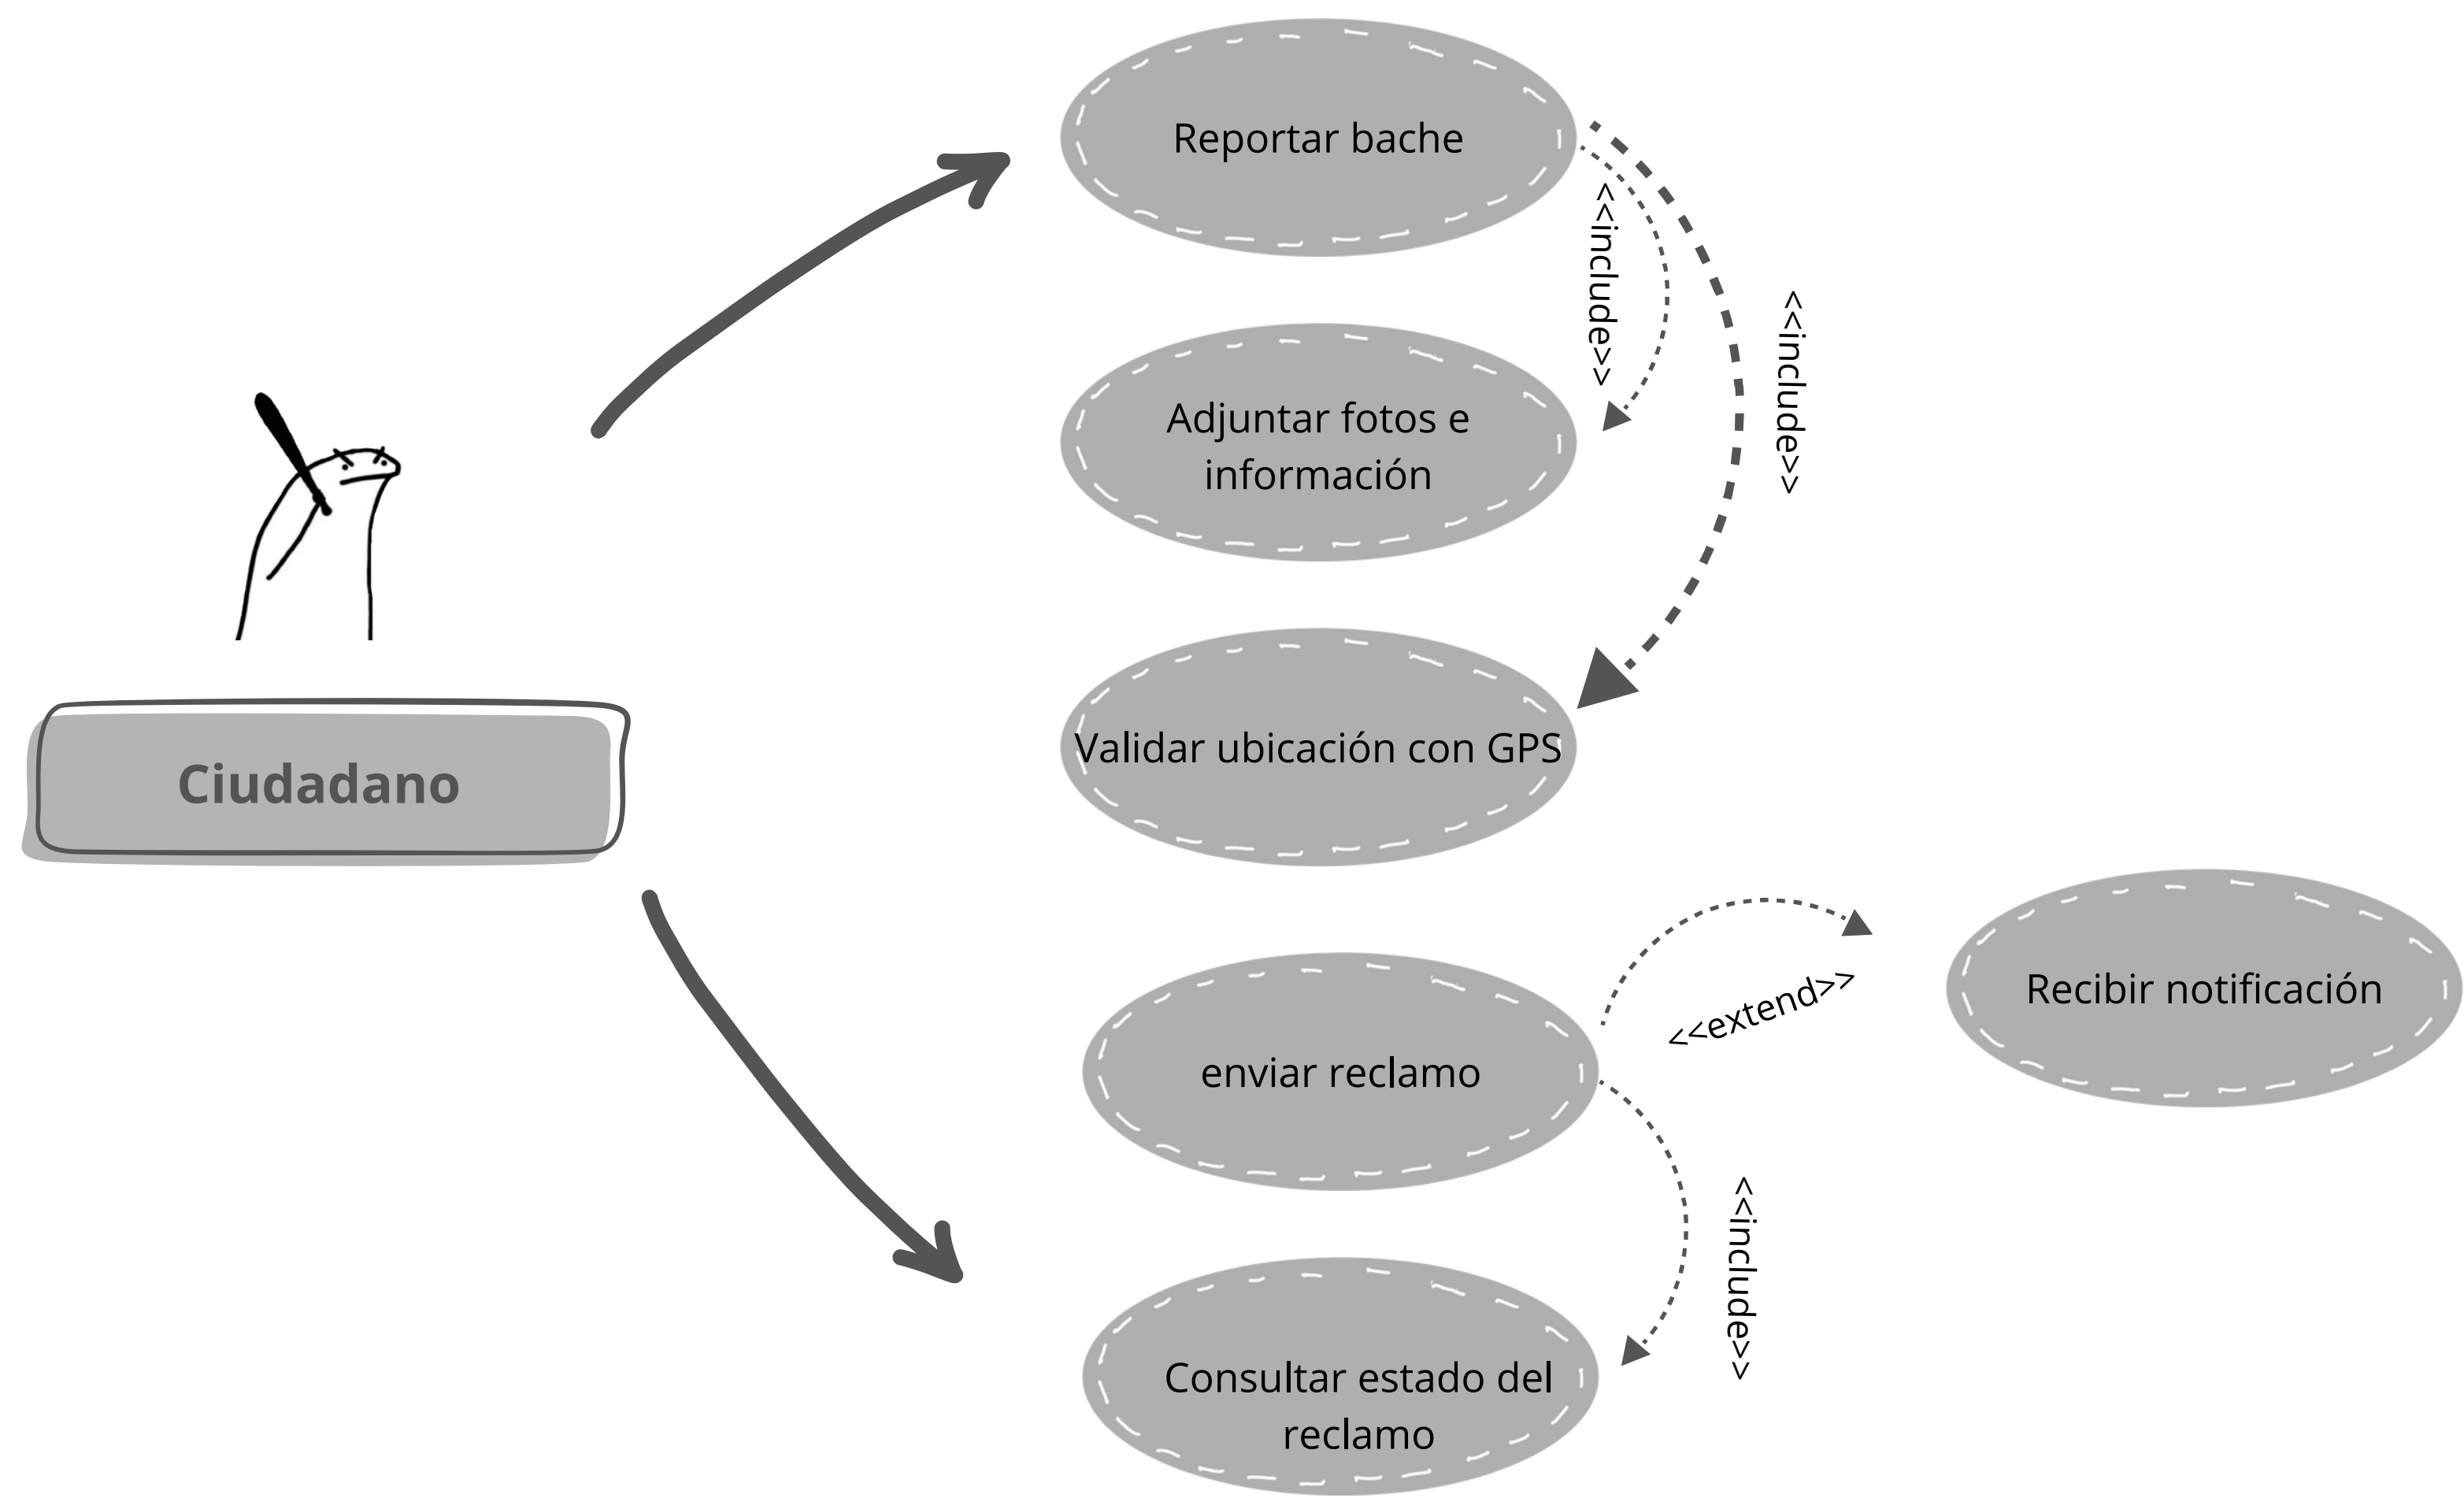 Reportar bache
<<include>>
<<include>>
Adjuntar fotos e
información
Validar ubicación con GPS
Ciudadano
Recibir notificación
<<extend>>
enviar reclamo
<<include>>
Consultar estado del
reclamo